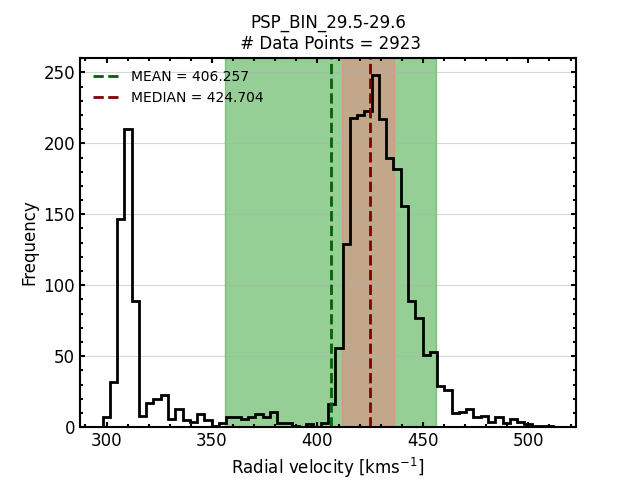 PSP_BIN_29.5-29.6
# Data Points = 2923
MEAN = 406.257
MEDIAN = 424.704
Frequency
250
200
150
100
50
0
300 350 400 450 500
Radial velocity [kms⁻¹]